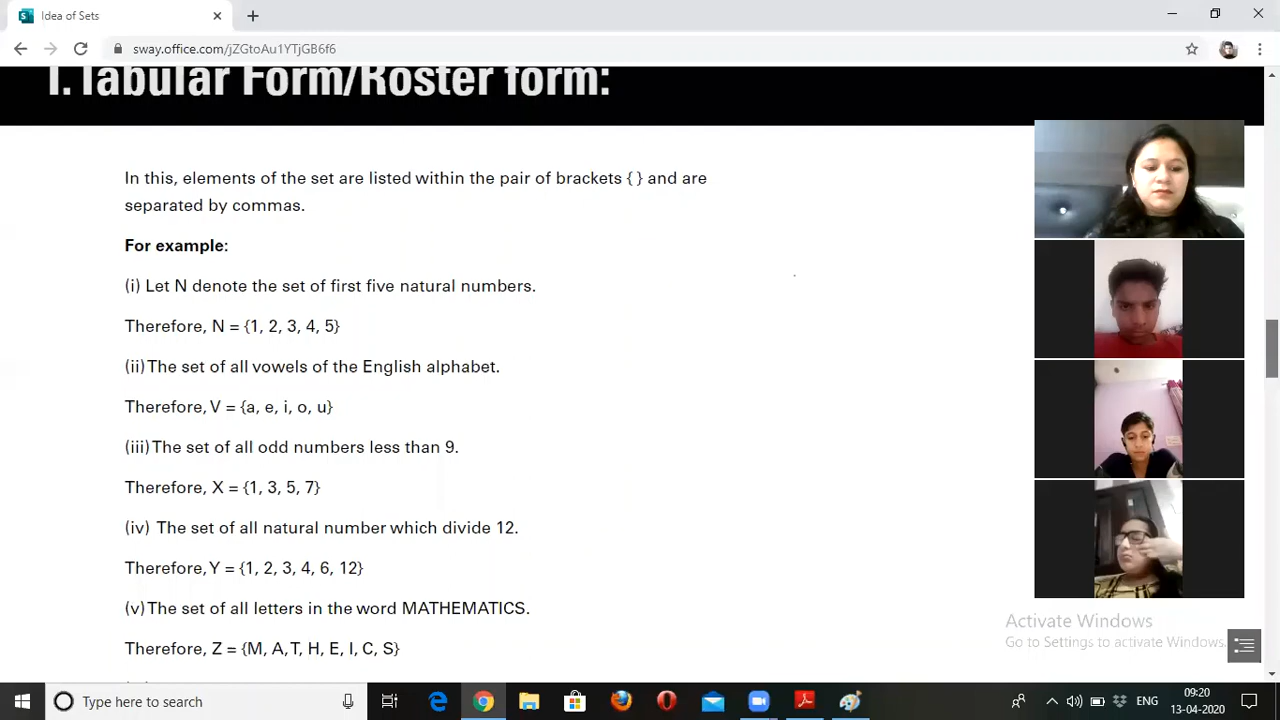 Idea of Sets
sway.office.com/jZGtoAu1YTjGB6f6
I. Tabular Form/Roster form:
In this, elements of the set are listed within the pair of brackets { } and are
separated by commas.
For example:
(i) Let N denote the set of first five natural numbers.
Therefore, N = {1, 2, 3, 4, 5}
(ii) The set of all vowels of the English alphabet.
Therefore, V = {a, e, i, o, u}
(iii) The set of all odd numbers less than 9.
Therefore, X = {1, 3, 5, 7}
(iv) The set of all natural number which divide 12.
Therefore, Y = {1, 2, 3, 4, 6, 12}
(v) The set of all letters in the word MATHEMATICS.
Therefore, Z = {M, A, T, H, E, I, C, S}
Activate Windows
Go to Settings to activate Windows.
Type here to search
ENG
09:20
13-04-2020